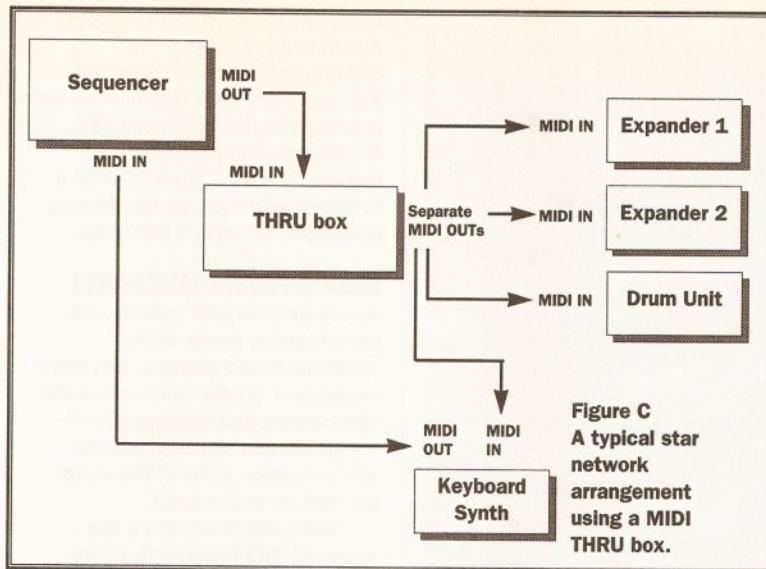 Sequencer
MIDI
OUT
MIDI IN
MIDI IN
THRU box
Separate
MIDI OUTs
MIDI IN
Expander 1
MIDI IN
Expander 2
MIDI IN
Drum Unit
MIDI
OUT
MIDI
IN
Keyboard
Synth
Figure C
A typical star
network
arrangement
using a MIDI
THRU box.